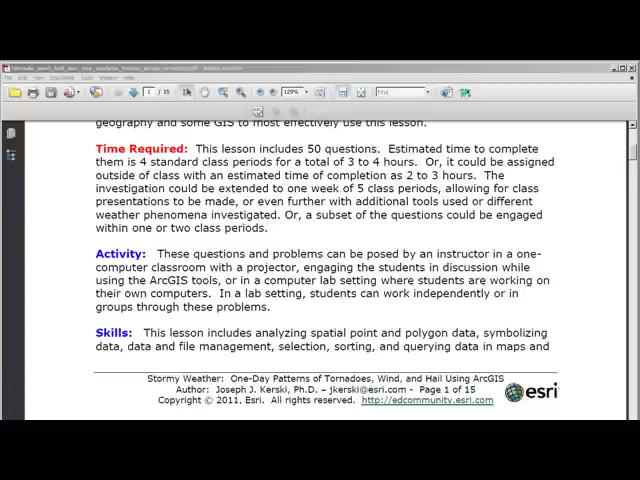 1 / 15
129%
Find
geography and some GIS to most effectively use this lesson.
Time Required: This lesson includes 50 questions. Estimated time to complete
them is 4 standard class periods for a total of 3 to 4 hours. Or, it could be assigned
outside of class with an estimated time of completion as 2 to 3 hours. The
investigation could be extended to one week of 5 class periods, allowing for class
presentations to be made, or even further with additional tools used or different
weather phenomena investigated. Or, a subset of the questions could be engaged
within one or two class periods.
Activity: These questions and problems can be posed by an instructor in a one-
computer classroom with a projector, engaging the students in discussion while
using the ArcGIS tools, or in a computer lab setting where students are working on
their own computers. In a lab setting, students can work independently or in
groups through these problems.
Skills: This lesson includes analyzing spatial point and polygon data, symbolizing
data, data and file management, selection, sorting, and querying data in maps and
Stormy Weather: One-Day Patterns of Tornadoes, Wind, and Hail Using ArcGIS
Author: Joseph J. Kerski, Ph.D. – jkerski@esri.com - Page 1 of 15
Copyright © 2011, Esri. All rights reserved. http://edcommunity.esri.com
esri